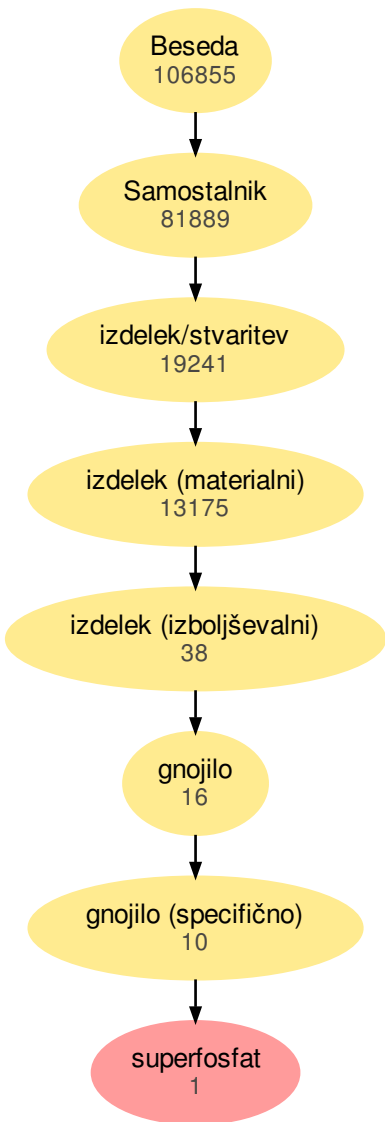 Beseda
106855
Samostalnik
81889
izdelek/stvaritev
19241
izdelek (materialni)
13175
izdelek (izboljševalni)
38
gnojilo
16
gnojilo (specifično)
10
superfosfat
1